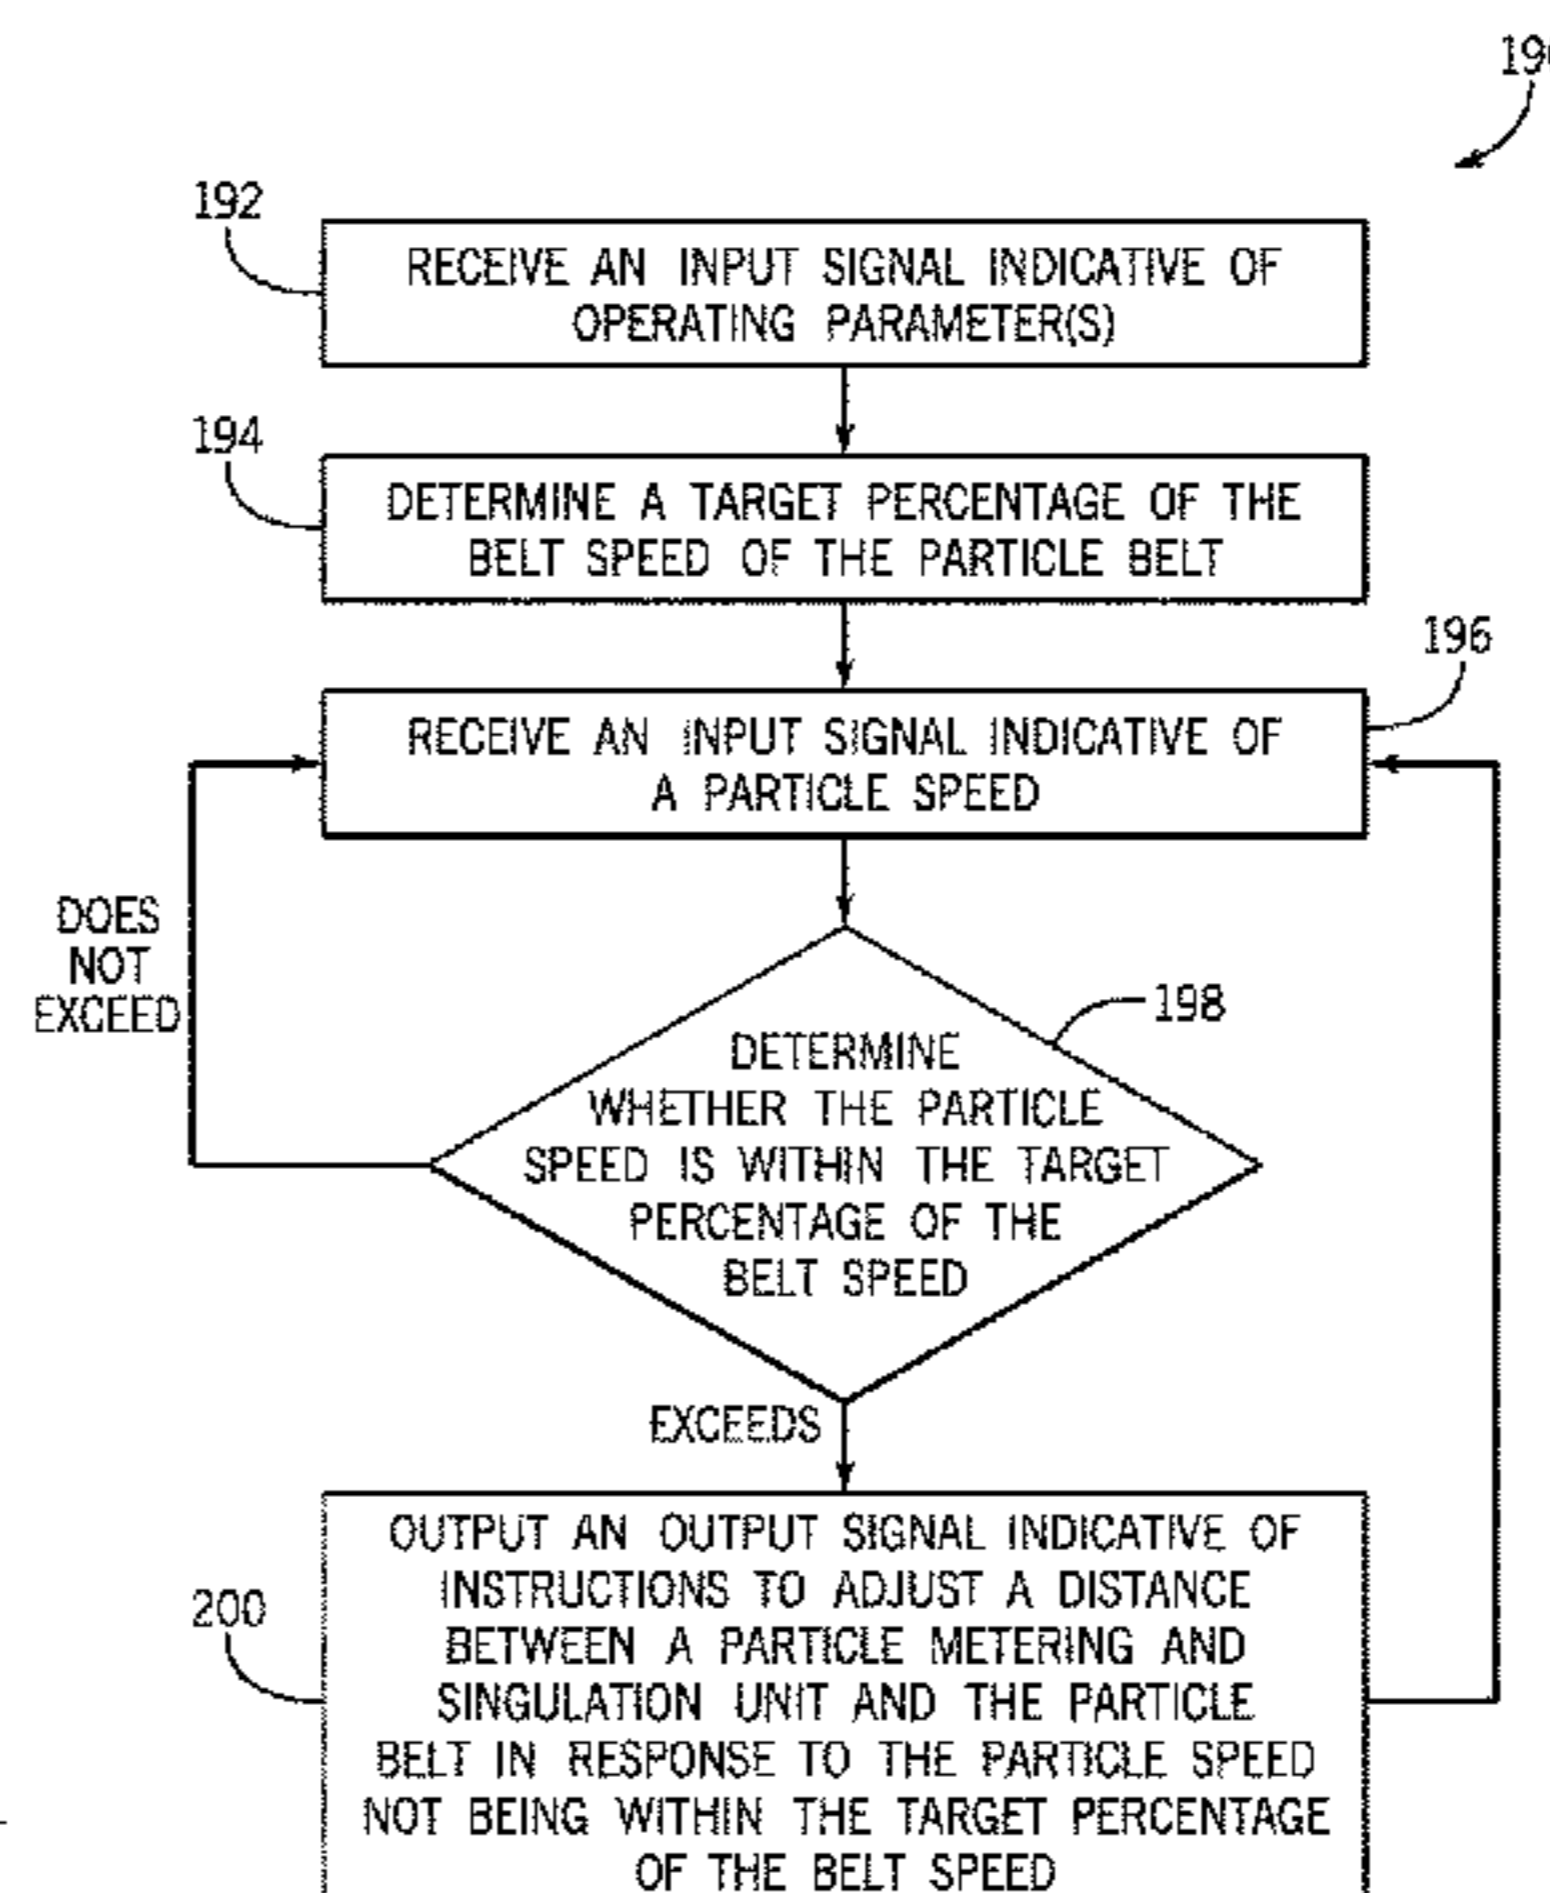 192
RECEIVE AN INPUT SIGNAL INDICATIVE OF
OPERATING PARAMETER(S)
194
DETERMINE A TARGET PERCENTAGE OF THE
BELT SPEED OF THE PARTICLE BELT
196
RECEIVE AN INPUT SIGNAL INDICATIVE OF
A PARTICLE SPEED
DOES
NOT
EXCEED
198
DETERMINE
WHETHER THE PARTICLE
SPEED IS WITHIN THE TARGET
PERCENTAGE OF THE
BELT SPEED
EXCEEDS
200
OUTPUT AN OUTPUT SIGNAL INDICATIVE OF
INSTRUCTIONS TO ADJUST A DISTANCE
BETWEEN A PARTICLE METERING AND
SINGULATION UNIT AND THE PARTICLE
BELT IN RESPONSE TO THE PARTICLE SPEED
NOT BEING WITHIN THE TARGET PERCENTAGE
OF THE BELT SPEED